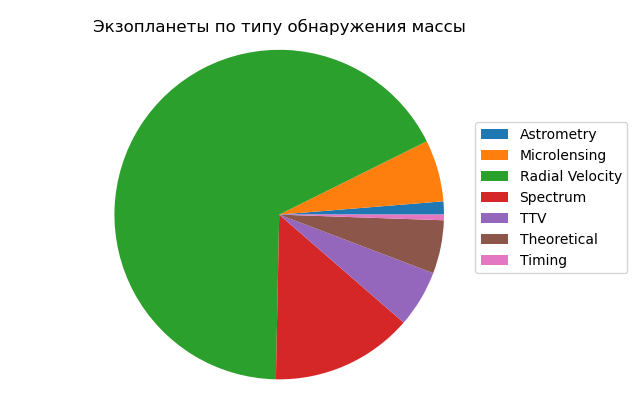 Экзопланеты по типу обнаружения массы
Astrometry
Microlensing
Radial Velocity
Spectrum
TTV
Theoretical
Timing